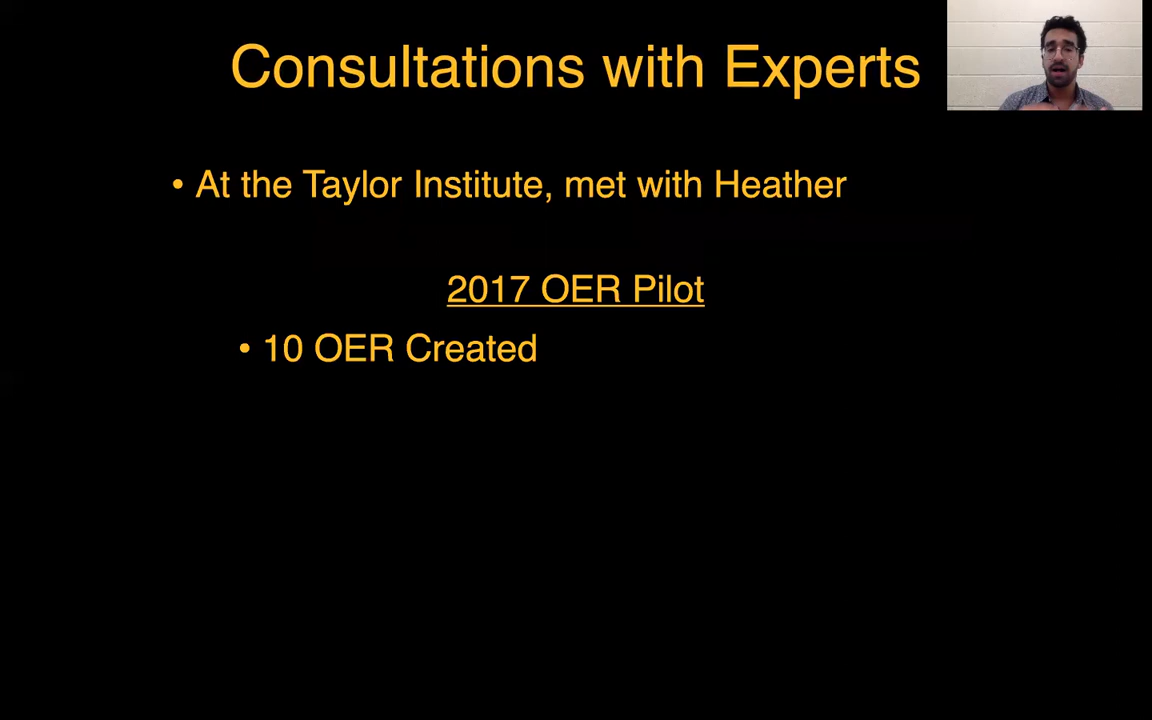 Consultations with Experts
• At the Taylor Institute, met with Heather
2017 OER Pilot
• 10 OER Created